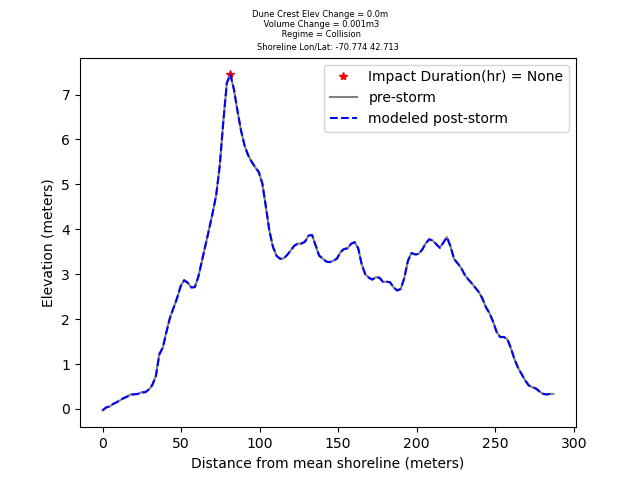 Dune Crest Elev Change = 0.0m
Volume Change = 0.001m3
Regime = Collision
Shoreline Lon/Lat: -70.774 42.713
Impact Duration(hr) = None
pre-storm
modeled post-storm
Elevation (meters)
7
6
5
4
3
2
1
0
0 50 100 150 200 250 300
Distance from mean shoreline (meters)